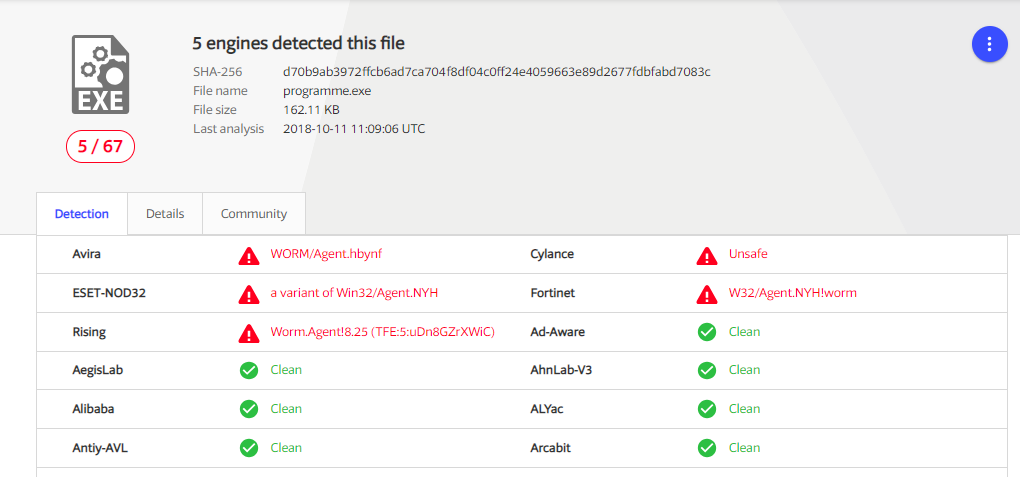 5 engines detected this file
SHA-256 d70b9ab3972ffcb6ad7ca704f8df04c0ff24e4059663e89d2677fdbfabd7083c
File name programme.exe
File size 162.11 KB
Last analysis 2018-10-11 11:09:06 UTC
EXE
5 / 67
Detection Details Community
Avira WORM/Agent.hbynf Cylance Unsafe
ESET-NOD32 a variant of Win32/Agent.NYH Fortinet W32/Agent.NYH!worm
Rising Worm.Agent!8.25 (TFE:5:uDn8GZrXWiC) Ad-Aware Clean
AegisLab Clean AhnLab-V3 Clean
Alibaba Clean ALYac Clean
Antiy-AVL Clean Arcabit Clean